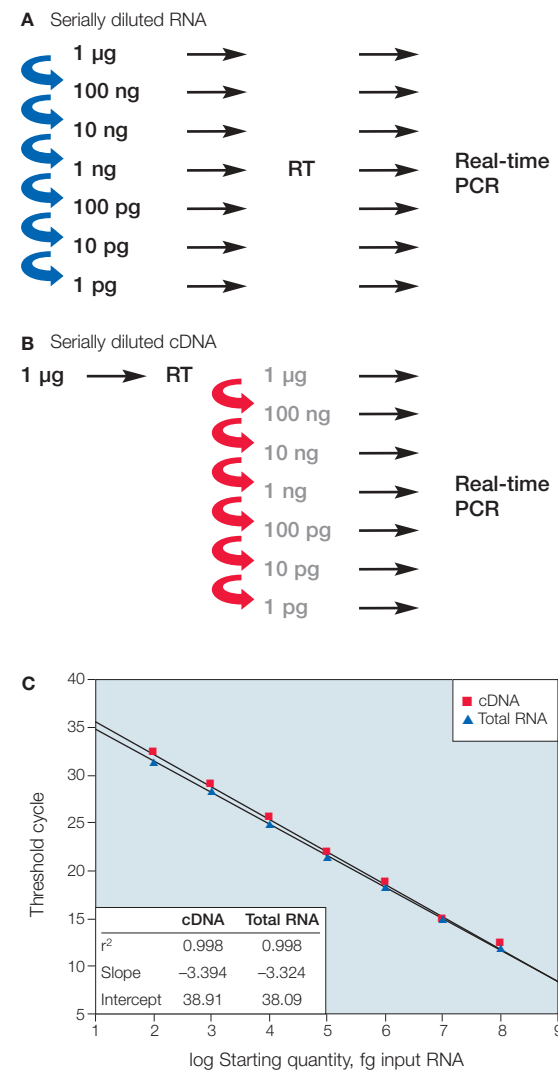 A Serially diluted RNA
1 µg
100 ng
10 ng
1 ng
100 pg
10 pg
1 pg
RT
Real-time
PCR
B Serially diluted cDNA
1 µg RT
1 µg
100 ng
10 ng
1 ng
100 pg
10 pg
1 pg
Real-time
PCR
C
cDNA
Total RNA
Threshold cycle
40
35
30
25
20
15
10
5
cDNA Total RNA
r² 0.998 0.998
Slope –3.394 –3.324
Intercept 38.91 38.09
1 2 3 4 5 6 7 8 9
log Starting quantity, fg input RNA